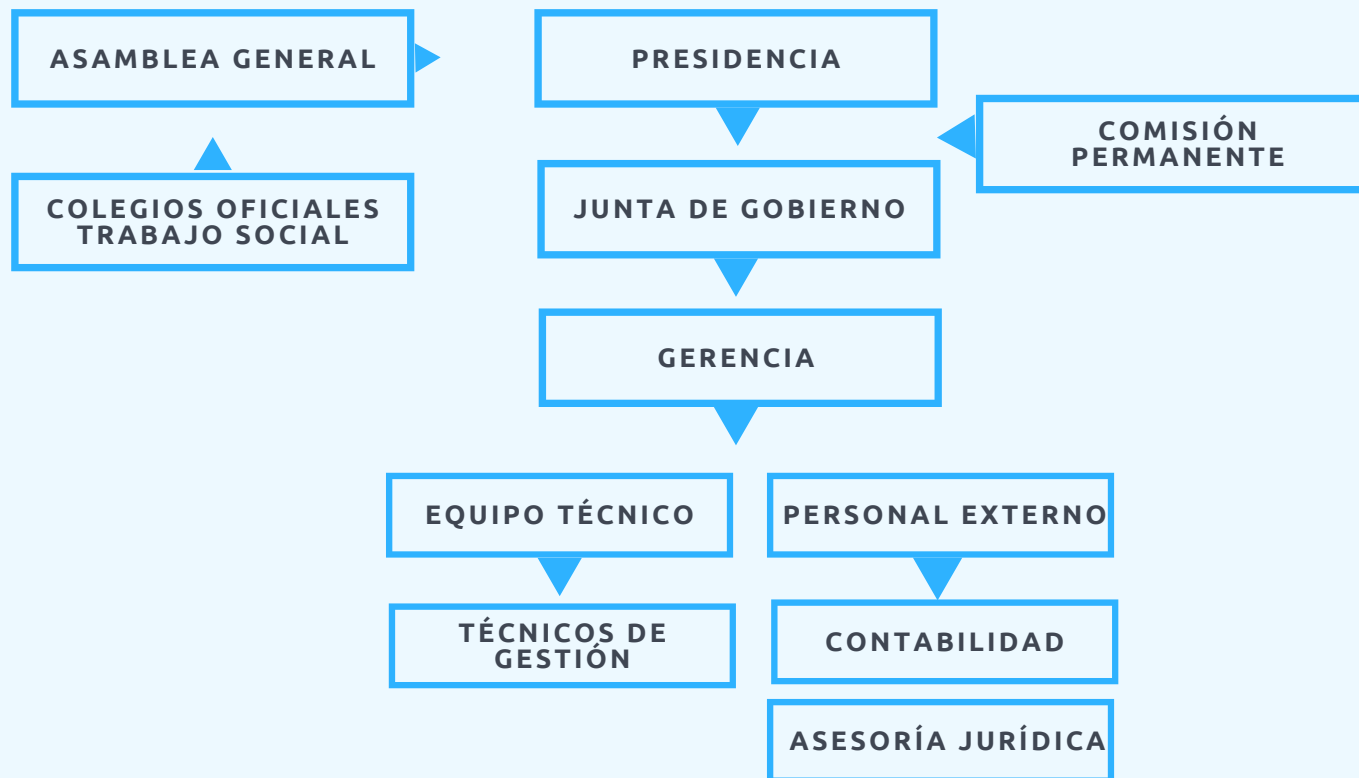 ASAMBLEA GENERAL
PRESIDENCIA
COMISIÓN
PERMANENTE
COLEGIOS OFICIALES
TRABAJO SOCIAL
JUNTA DE GOBIERNO
GERENCIA
EQUIPO TÉCNICO
PERSONAL EXTERNO
TÉCNICOS DE
GESTIÓN
CONTABILIDAD
ASESORÍA JURÍDICA